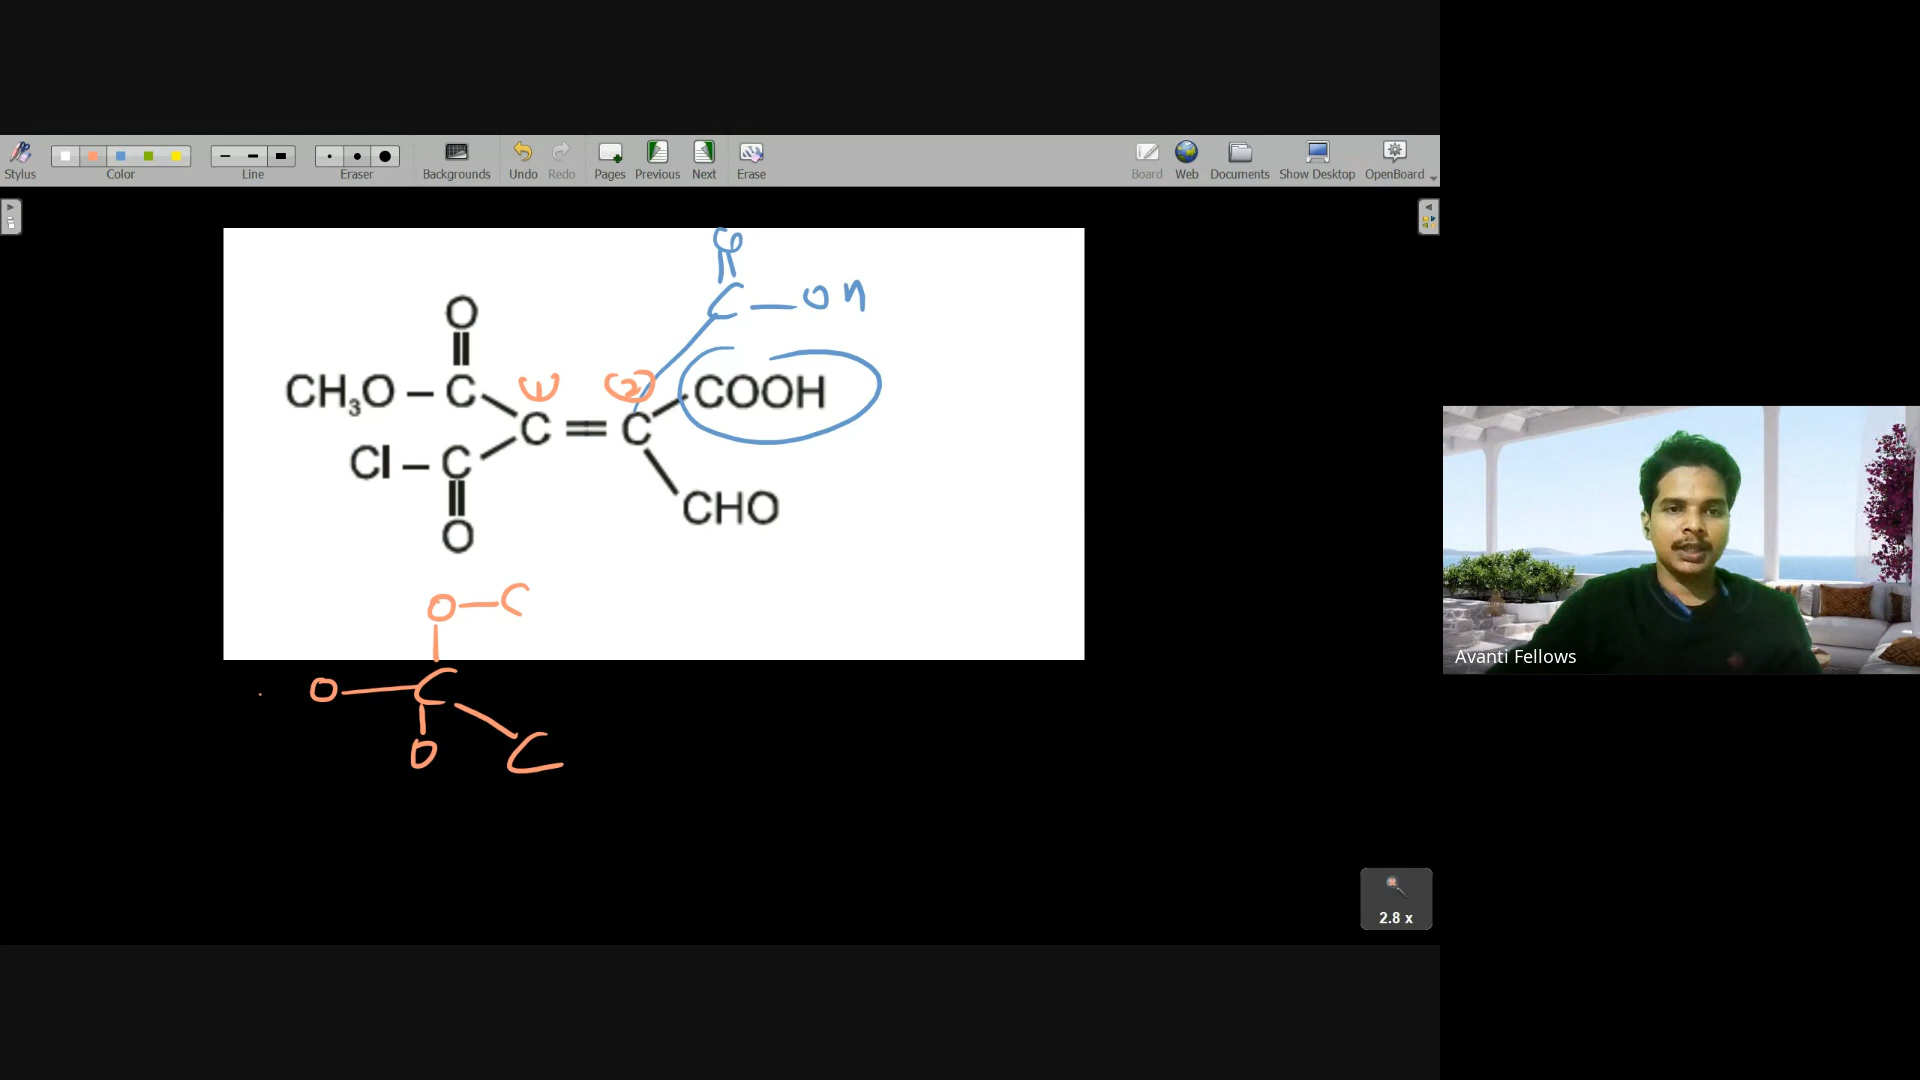 Stylus Color Line Eraser Backgrounds Undo Redo Pages Previous Next Erase Board Web Documents Show Desktop OpenBoard
O
C — OH
O
CH₃O – C (1) (2) COOH
C = C
Cl – C
CHO
O
O — C
O — C
O C
2.8 x
Avanti Fellows